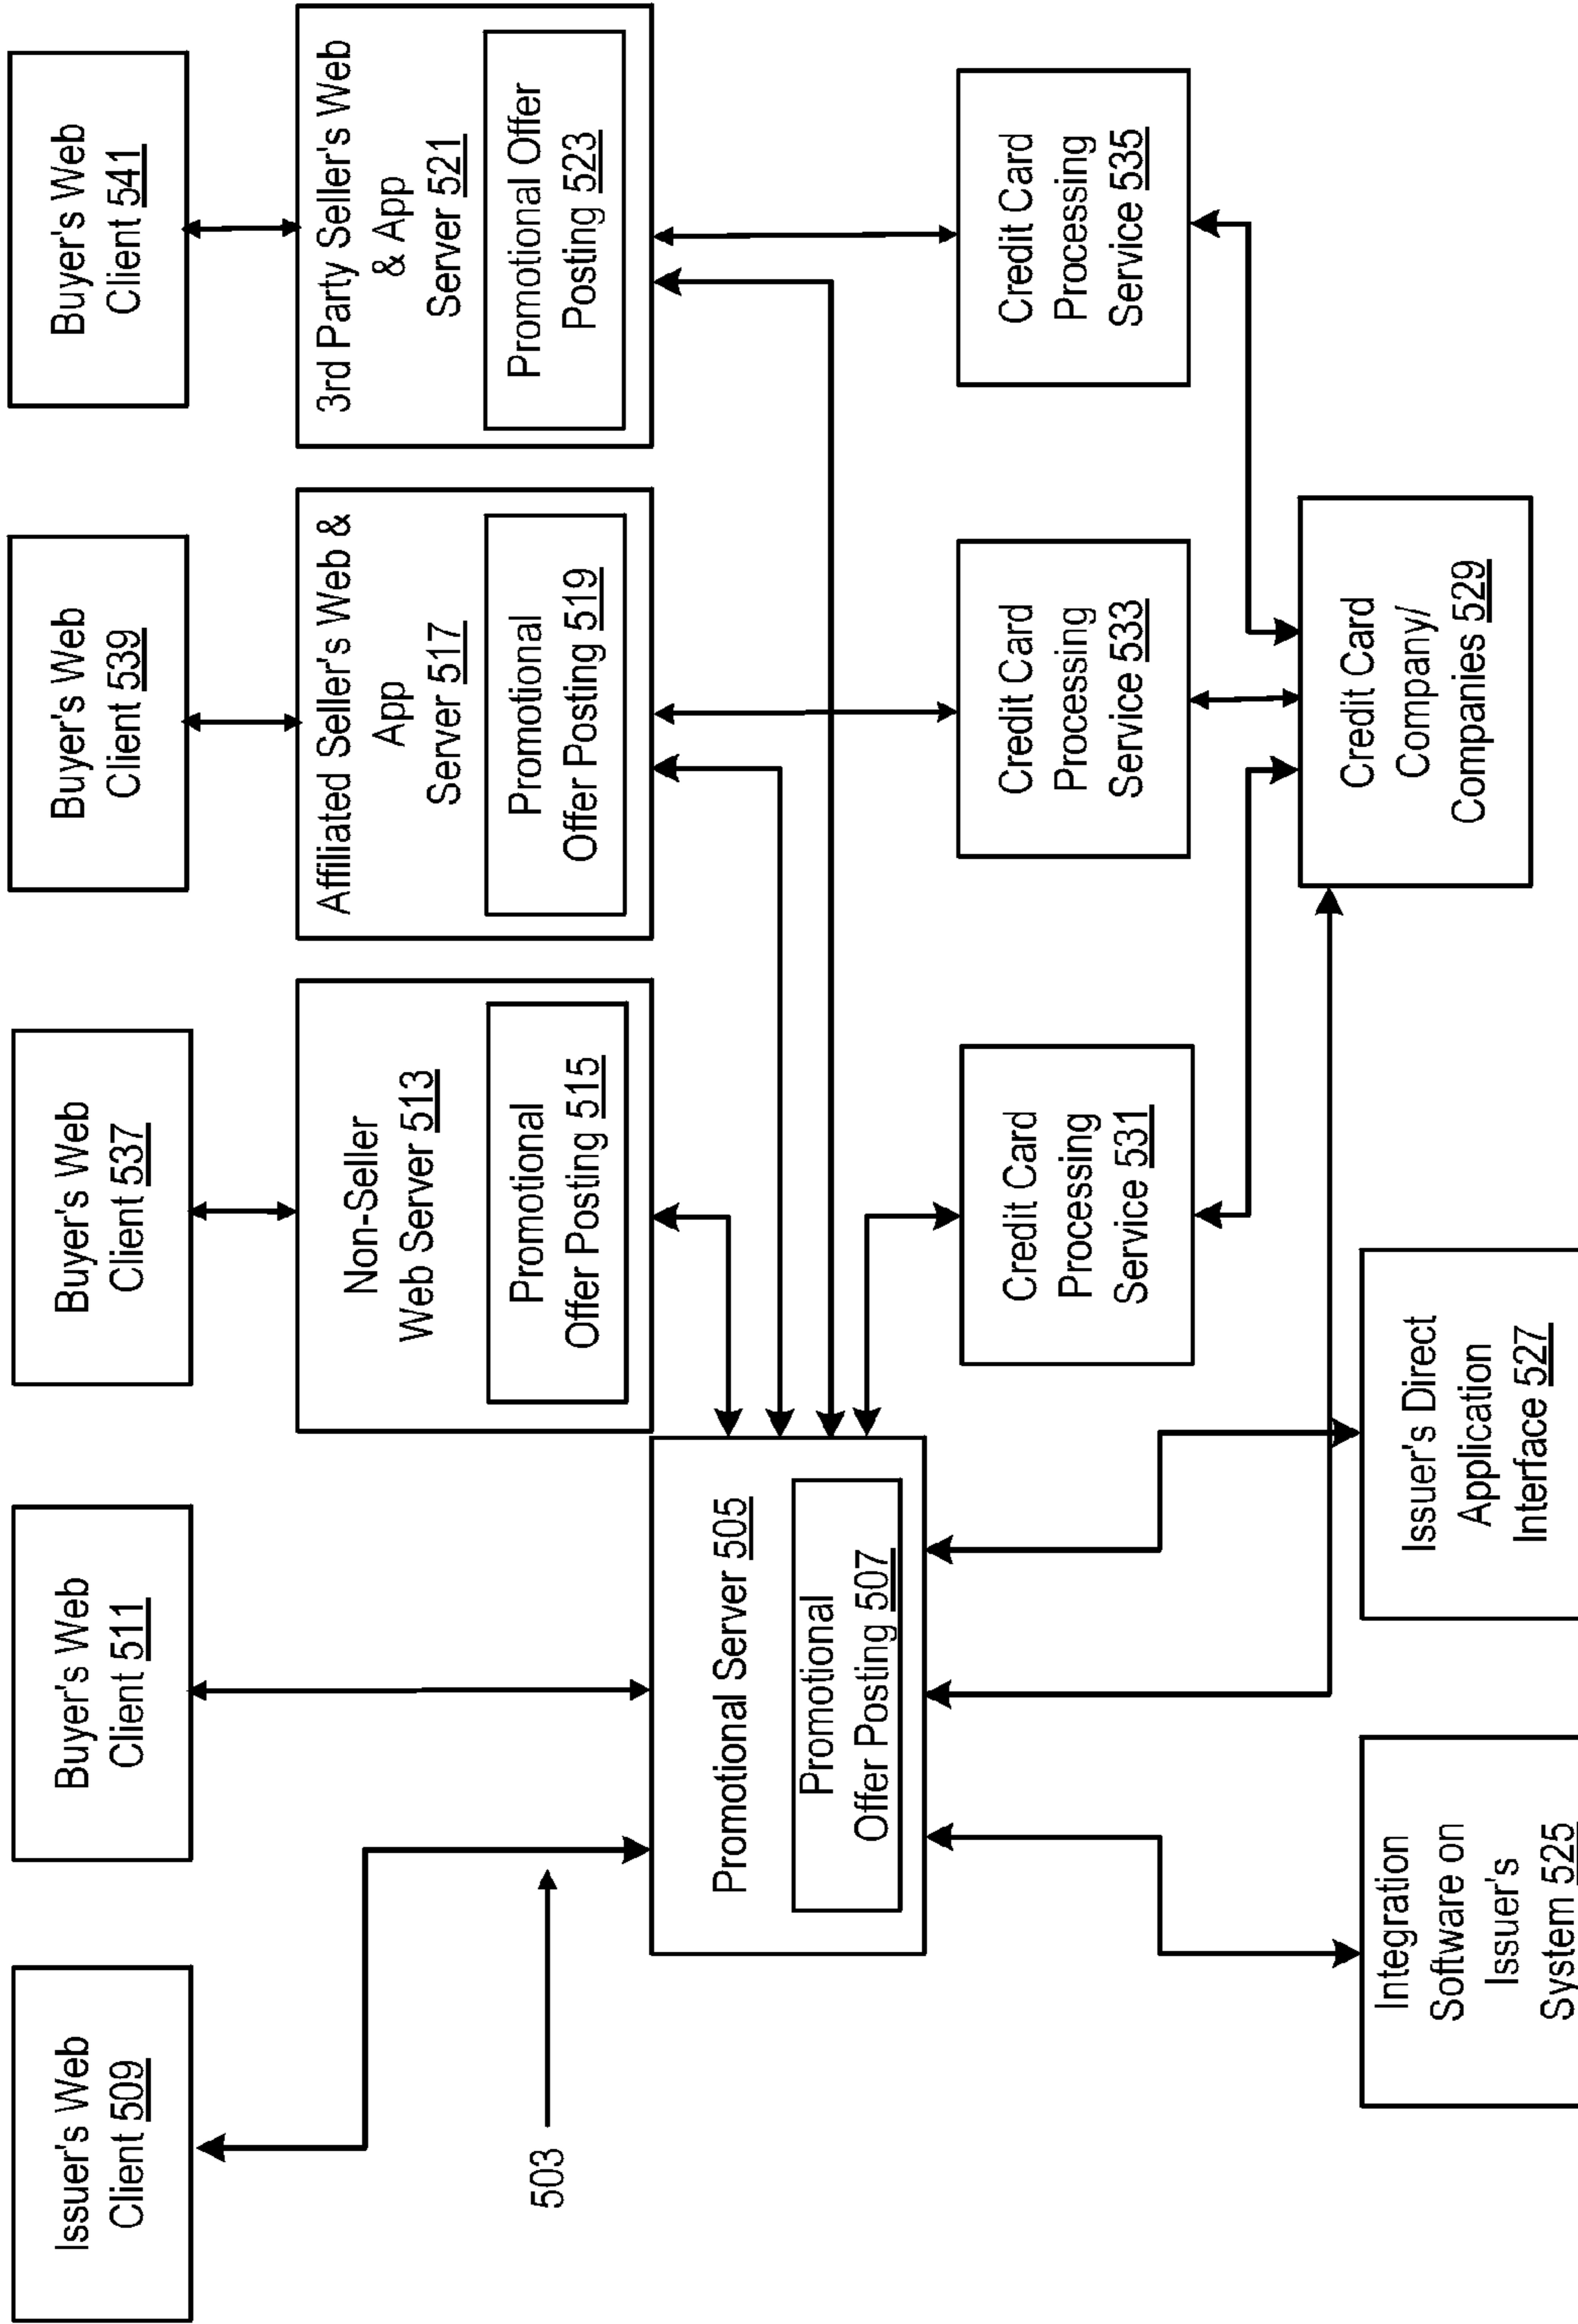 Issuer's Web
Client 509
Buyer's Web
Client 511
Buyer's Web
Client 537
Buyer's Web
Client 539
Buyer's Web
Client 541
Non-Seller
Web Server 513
Promotional
Offer Posting 515
Affiliated Seller's Web &
App
Server 517
Promotional
Offer Posting 519
3rd Party Seller's Web
& App
Server 521
Promotional Offer
Posting 523
503
Promotional Server 505
Promotional
Offer Posting 507
Credit Card
Processing
Service 531
Credit Card
Processing
Service 533
Credit Card
Processing
Service 535
Integration
Software on
Issuer's
System 525
Issuer's Direct
Application
Interface 527
Credit Card
Company/
Companies 529